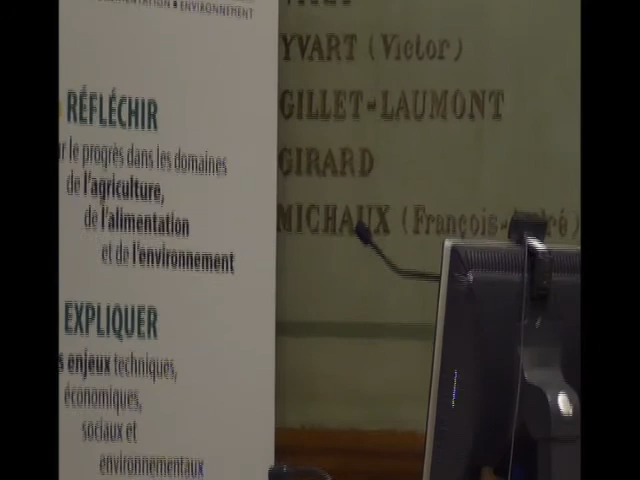 ENVIRONNEMENT
RÉFLÉCHIR
le progrès dans les domaines
de l'agriculture,
de l'alimentation
et de l'environnement
EXPLIQUER
enjeux techniques,
économiques,
sociaux et
environnementaux
YVART (Victor)
GILLET-LAUMONT
GIRARD
MICHAUX (François-André)